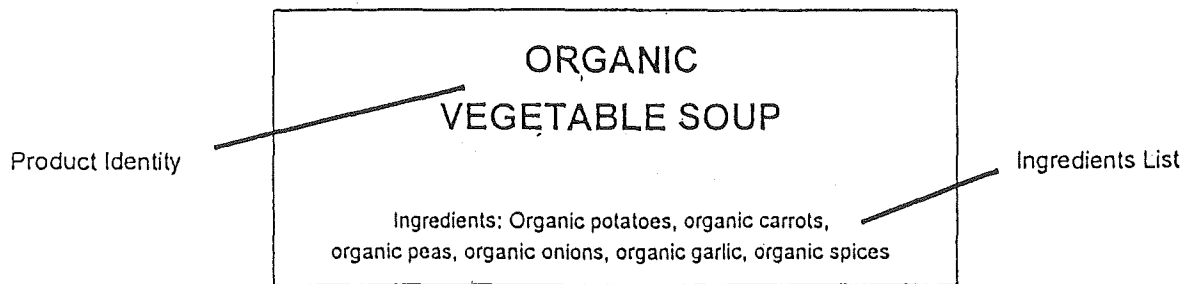 ORGANIC
VEGETABLE SOUP
Product Identity
Ingredients List
Ingredients: Organic potatoes, organic carrots,
organic peas, organic onions, organic garlic, organic spices